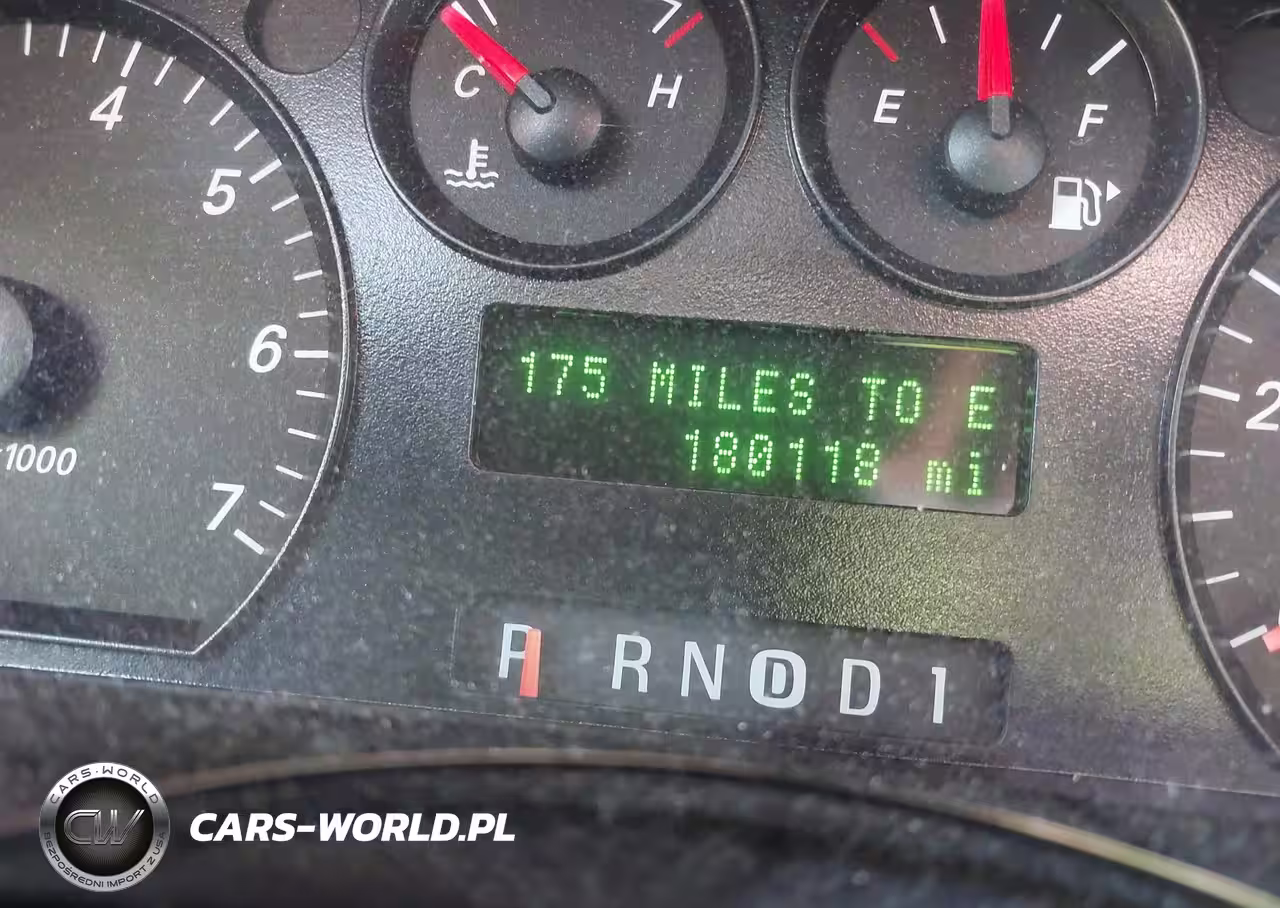 4
5
6
7
1000
C
H
E
F
175 MILES TO E
180118 mi
2
P R N D D 1
CARS-WORLD
CW
BEZPOŚREDNI IMPORT Z USA
CARS-WORLD.PL